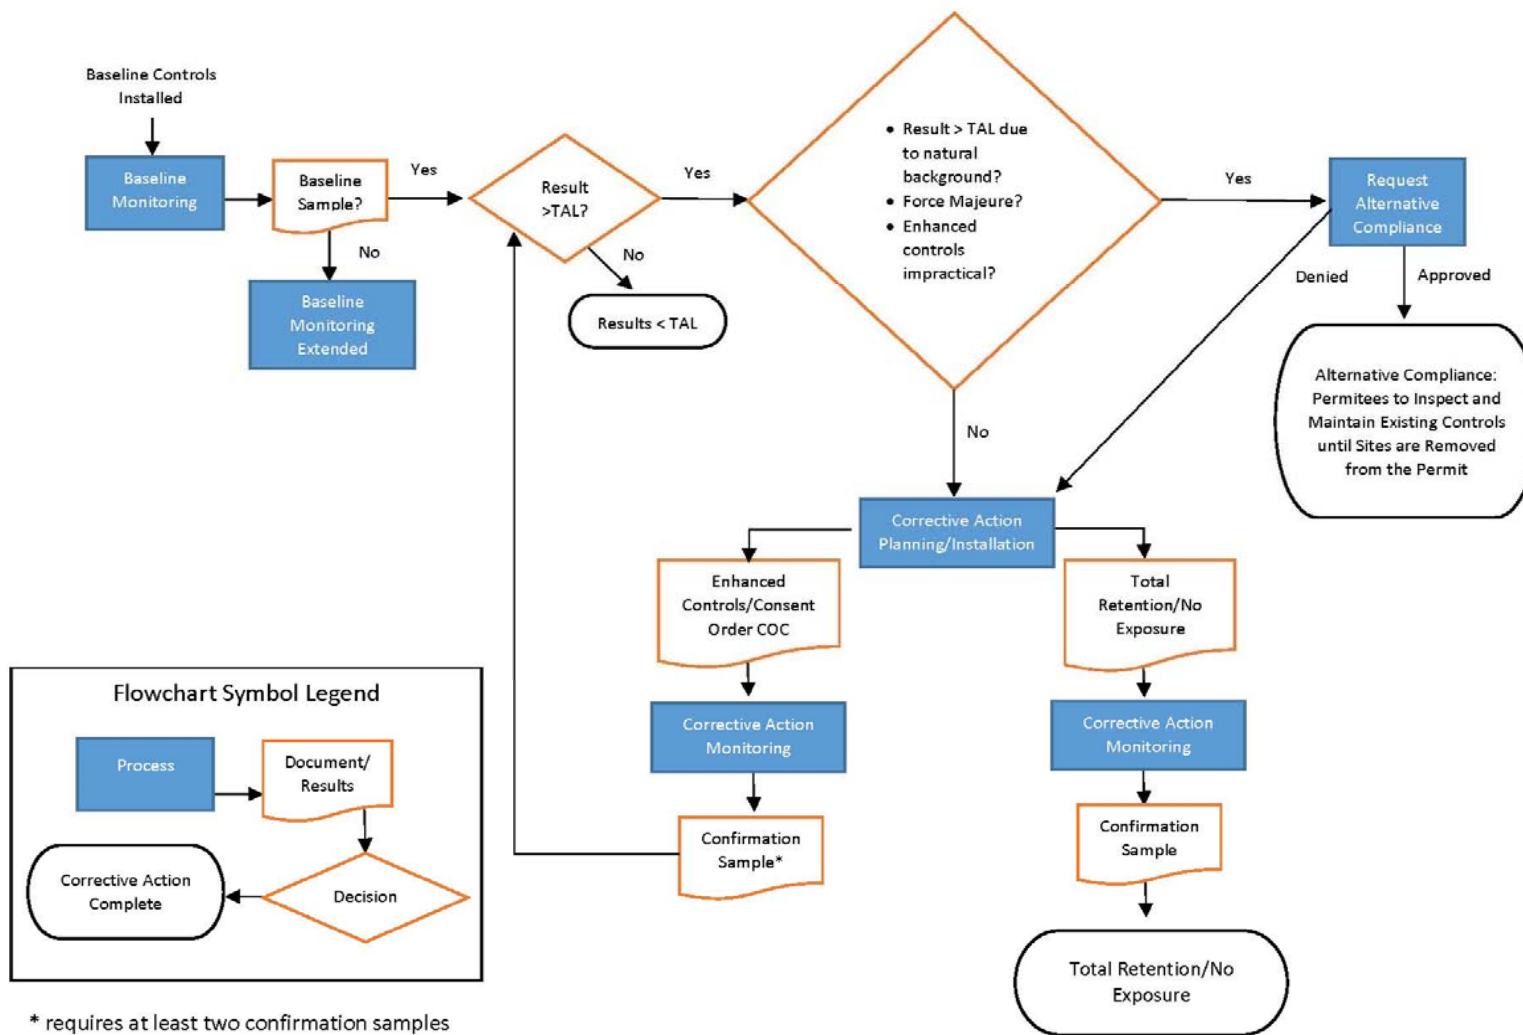 Baseline Controls
Installed
Baseline
Monitoring
Baseline
Sample?
Yes
No
Baseline
Monitoring
Extended
Result
>TAL?
Yes
No
Results < TAL
• Result > TAL due
to natural
background?
• Force Majeure?
• Enhanced
controls
impractical?
Yes
No
Request
Alternative
Compliance
Denied
Approved
Alternative Compliance:
Permitees to Inspect and
Maintain Existing Controls
until Sites are Removed
from the Permit
Corrective Action
Planning/Installation
Enhanced
Controls/Consent
Order COC
Corrective Action
Monitoring
Confirmation
Sample*
Total
Retention/No
Exposure
Corrective Action
Monitoring
Confirmation
Sample
Total Retention/No
Exposure
Flowchart Symbol Legend
Process
Document/
Results
Decision
Corrective Action
Complete
* requires at least two confirmation samples